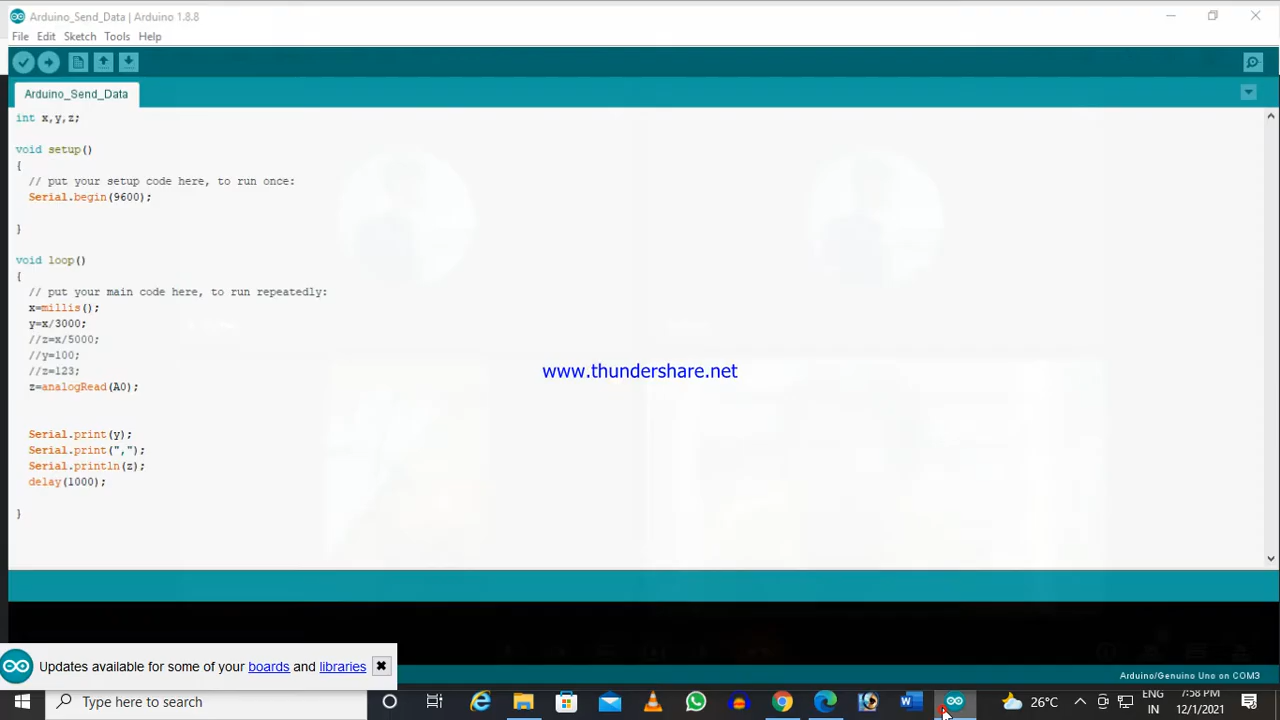 Arduino_Send_Data | Arduino 1.8.8
File Edit Sketch Tools Help
Arduino_Send_Data
int x,y,z;
void setup()
{
// put your setup code here, to run once:
Serial.begin(9600);
}
void loop()
{
// put your main code here, to run repeatedly:
x=millis();
y=x/3000;
//z=x/5000;
//y=100;
//z=123;
z=analogRead(A0);
Serial.print(y);
Serial.print(",");
Serial.println(z);
delay(1000);
}
www.thundershare.net
Updates available for some of your boards and libraries
Arduino/Genuino Uno on COM3
Type here to search
26°C
ENG
IN
7:58 PM
12/1/2021